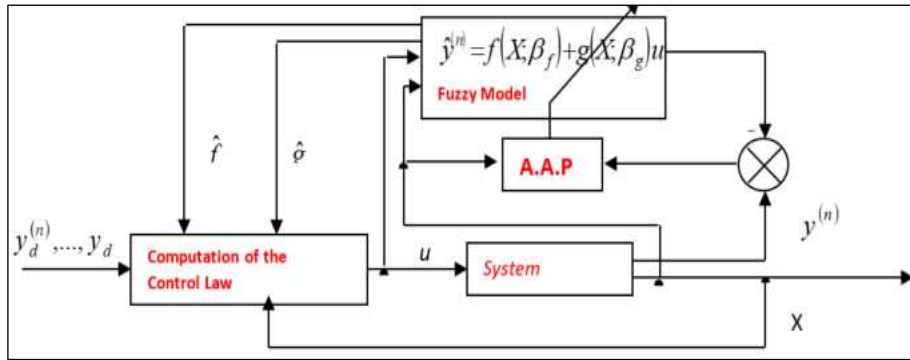 ŷ⁽ⁿ⁾ = f(X;β_f)+g(X;β_g)u
Fuzzy Model
f̂
ĝ
A.A.P
-
y⁽ⁿ⁾
y_d⁽ⁿ⁾,..., y_d
Computation of the
Control Law
u
System
X